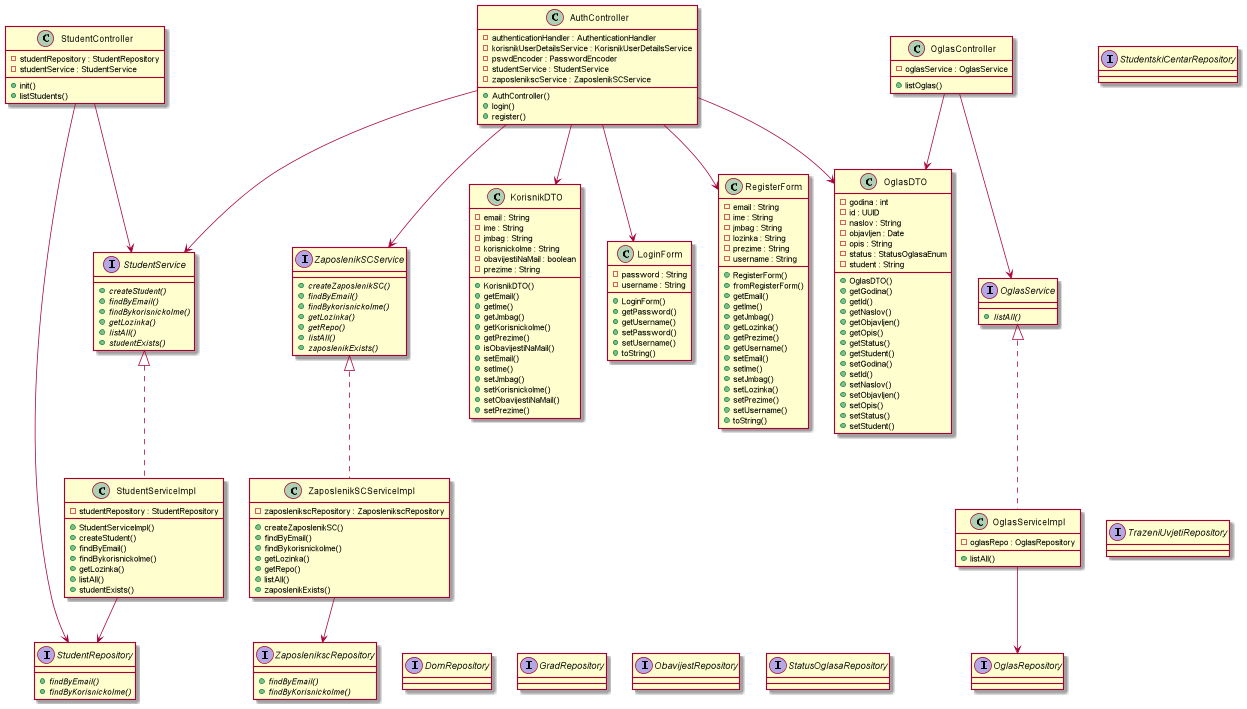 C StudentController
studentRepository : StudentRepository
studentService : StudentService
init()
listStudents()
C AuthController
authenticationHandler : AuthenticationHandler
korisnikUserDetailsService : KorisnikUserDetailsService
pswdEncoder : PasswordEncoder
studentService : StudentService
zaposlenikscService : ZaposlenikSCService
AuthController()
login()
register()
C OglasController
oglasService : OglasService
listOglas()
I StudentskiCentarRepository
I StudentService
createStudent()
findByEmail()
findBykorisnickoIme()
getLozinka()
listAll()
studentExists()
I ZaposlenikSCService
createZaposlenikSC()
findByEmail()
findBykorisnickoIme()
getLozinka()
getRepo()
listAll()
zaposlenikExists()
C KorisnikDTO
email : String
ime : String
jmbag : String
korisnickoIme : String
obavijestiNaMail : boolean
prezime : String
KorisnikDTO()
getEmail()
getIme()
getJmbag()
getKorisnickoIme()
getPrezime()
isObavijestiNaMail()
setEmail()
setIme()
setJmbag()
setKorisnickoIme()
setObavijestiNaMail()
setPrezime()
C LoginForm
password : String
username : String
LoginForm()
getPassword()
getUsername()
setPassword()
setUsername()
toString()
C RegisterForm
email : String
ime : String
jmbag : String
lozinka : String
prezime : String
username : String
RegisterForm()
fromRegisterForm()
getEmail()
getIme()
getJmbag()
getLozinka()
getPrezime()
getUsername()
setEmail()
setIme()
setJmbag()
setLozinka()
setPrezime()
setUsername()
toString()
C OglasDTO
godina : int
id : UUID
naslov : String
objavljen : Date
opis : String
status : StatusOglasaEnum
student : String
OglasDTO()
getGodina()
getId()
getNaslov()
getObjavljen()
getOpis()
getStatus()
getStudent()
setGodina()
setId()
setNaslov()
setObjavljen()
setOpis()
setStatus()
setStudent()
I OglasService
listAll()
C StudentServiceImpl
studentRepository : StudentRepository
StudentServiceImpl()
createStudent()
findByEmail()
findBykorisnickoIme()
getLozinka()
listAll()
studentExists()
C ZaposlenikSCServiceImpl
zaposlenikscRepository : ZaposlenikscRepository
createZaposlenikSC()
findByEmail()
findBykorisnickoIme()
getLozinka()
getRepo()
listAll()
zaposlenikExists()
C OglasServiceImpl
oglasRepo : OglasRepository
listAll()
I TrazeniUvjetiRepository
I StudentRepository
findByEmail()
findByKorisnickoIme()
I ZaposlenikscRepository
findByEmail()
findByKorisnickoIme()
I DomRepository
I GradRepository
I ObavijestRepository
I StatusOglasaRepository
I OglasRepository